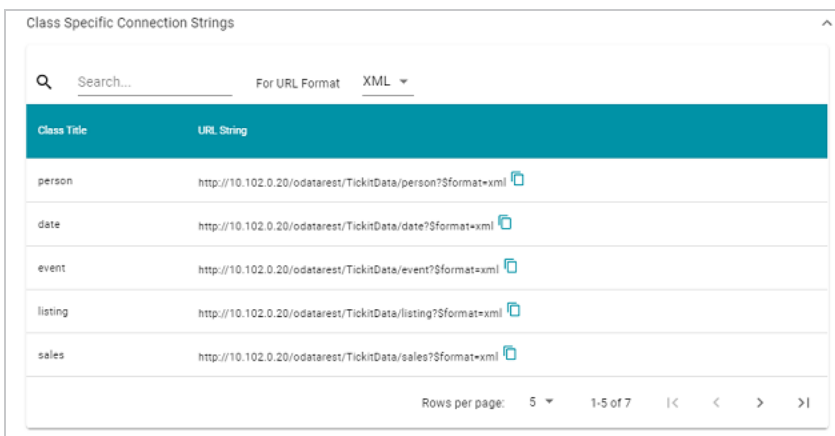 Class Specific Connection Strings
Search... For URL Format XML
Class Title URL String
person http://10.102.0.20/odatarest/TickitData/person?$format=xml
date http://10.102.0.20/odatarest/TickitData/date?$format=xml
event http://10.102.0.20/odatarest/TickitData/event?$format=xml
listing http://10.102.0.20/odatarest/TickitData/listing?$format=xml
sales http://10.102.0.20/odatarest/TickitData/sales?$format=xml
Rows per page: 5 1-5 of 7